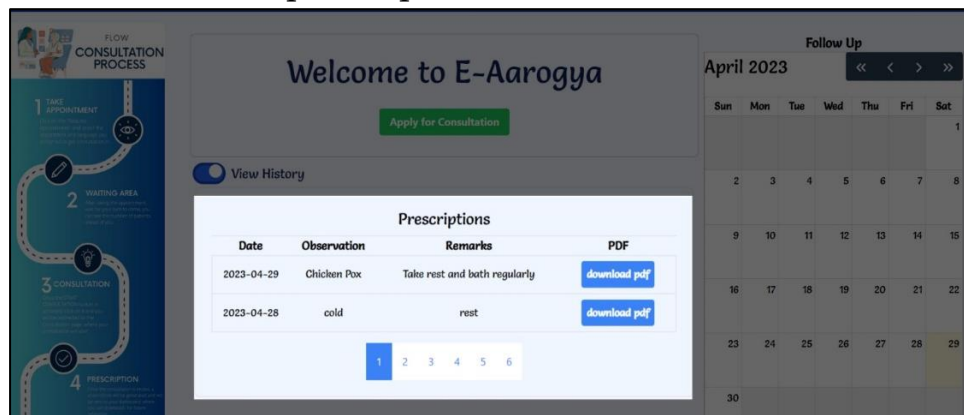 FLOW
CONSULTATION
PROCESS
1 TAKE
APPOINTMENT
2 WAITING AREA
3 CONSULTATION
4 PRESCRIPTION
Welcome to E-Aarogya
Apply for Consultation
View History
Prescriptions
Date Observation Remarks PDF
2023-04-29 Chicken Pox Take rest and bath regularly download pdf
2023-04-28 cold rest download pdf
1 2 3 4 5 6
Follow Up
April 2023 « < > »
Sun Mon Tue Wed Thu Fri Sat
1
2 3 4 5 6 7 8
9 10 11 12 13 14 15
16 17 18 19 20 21 22
23 24 25 26 27 28 29
30